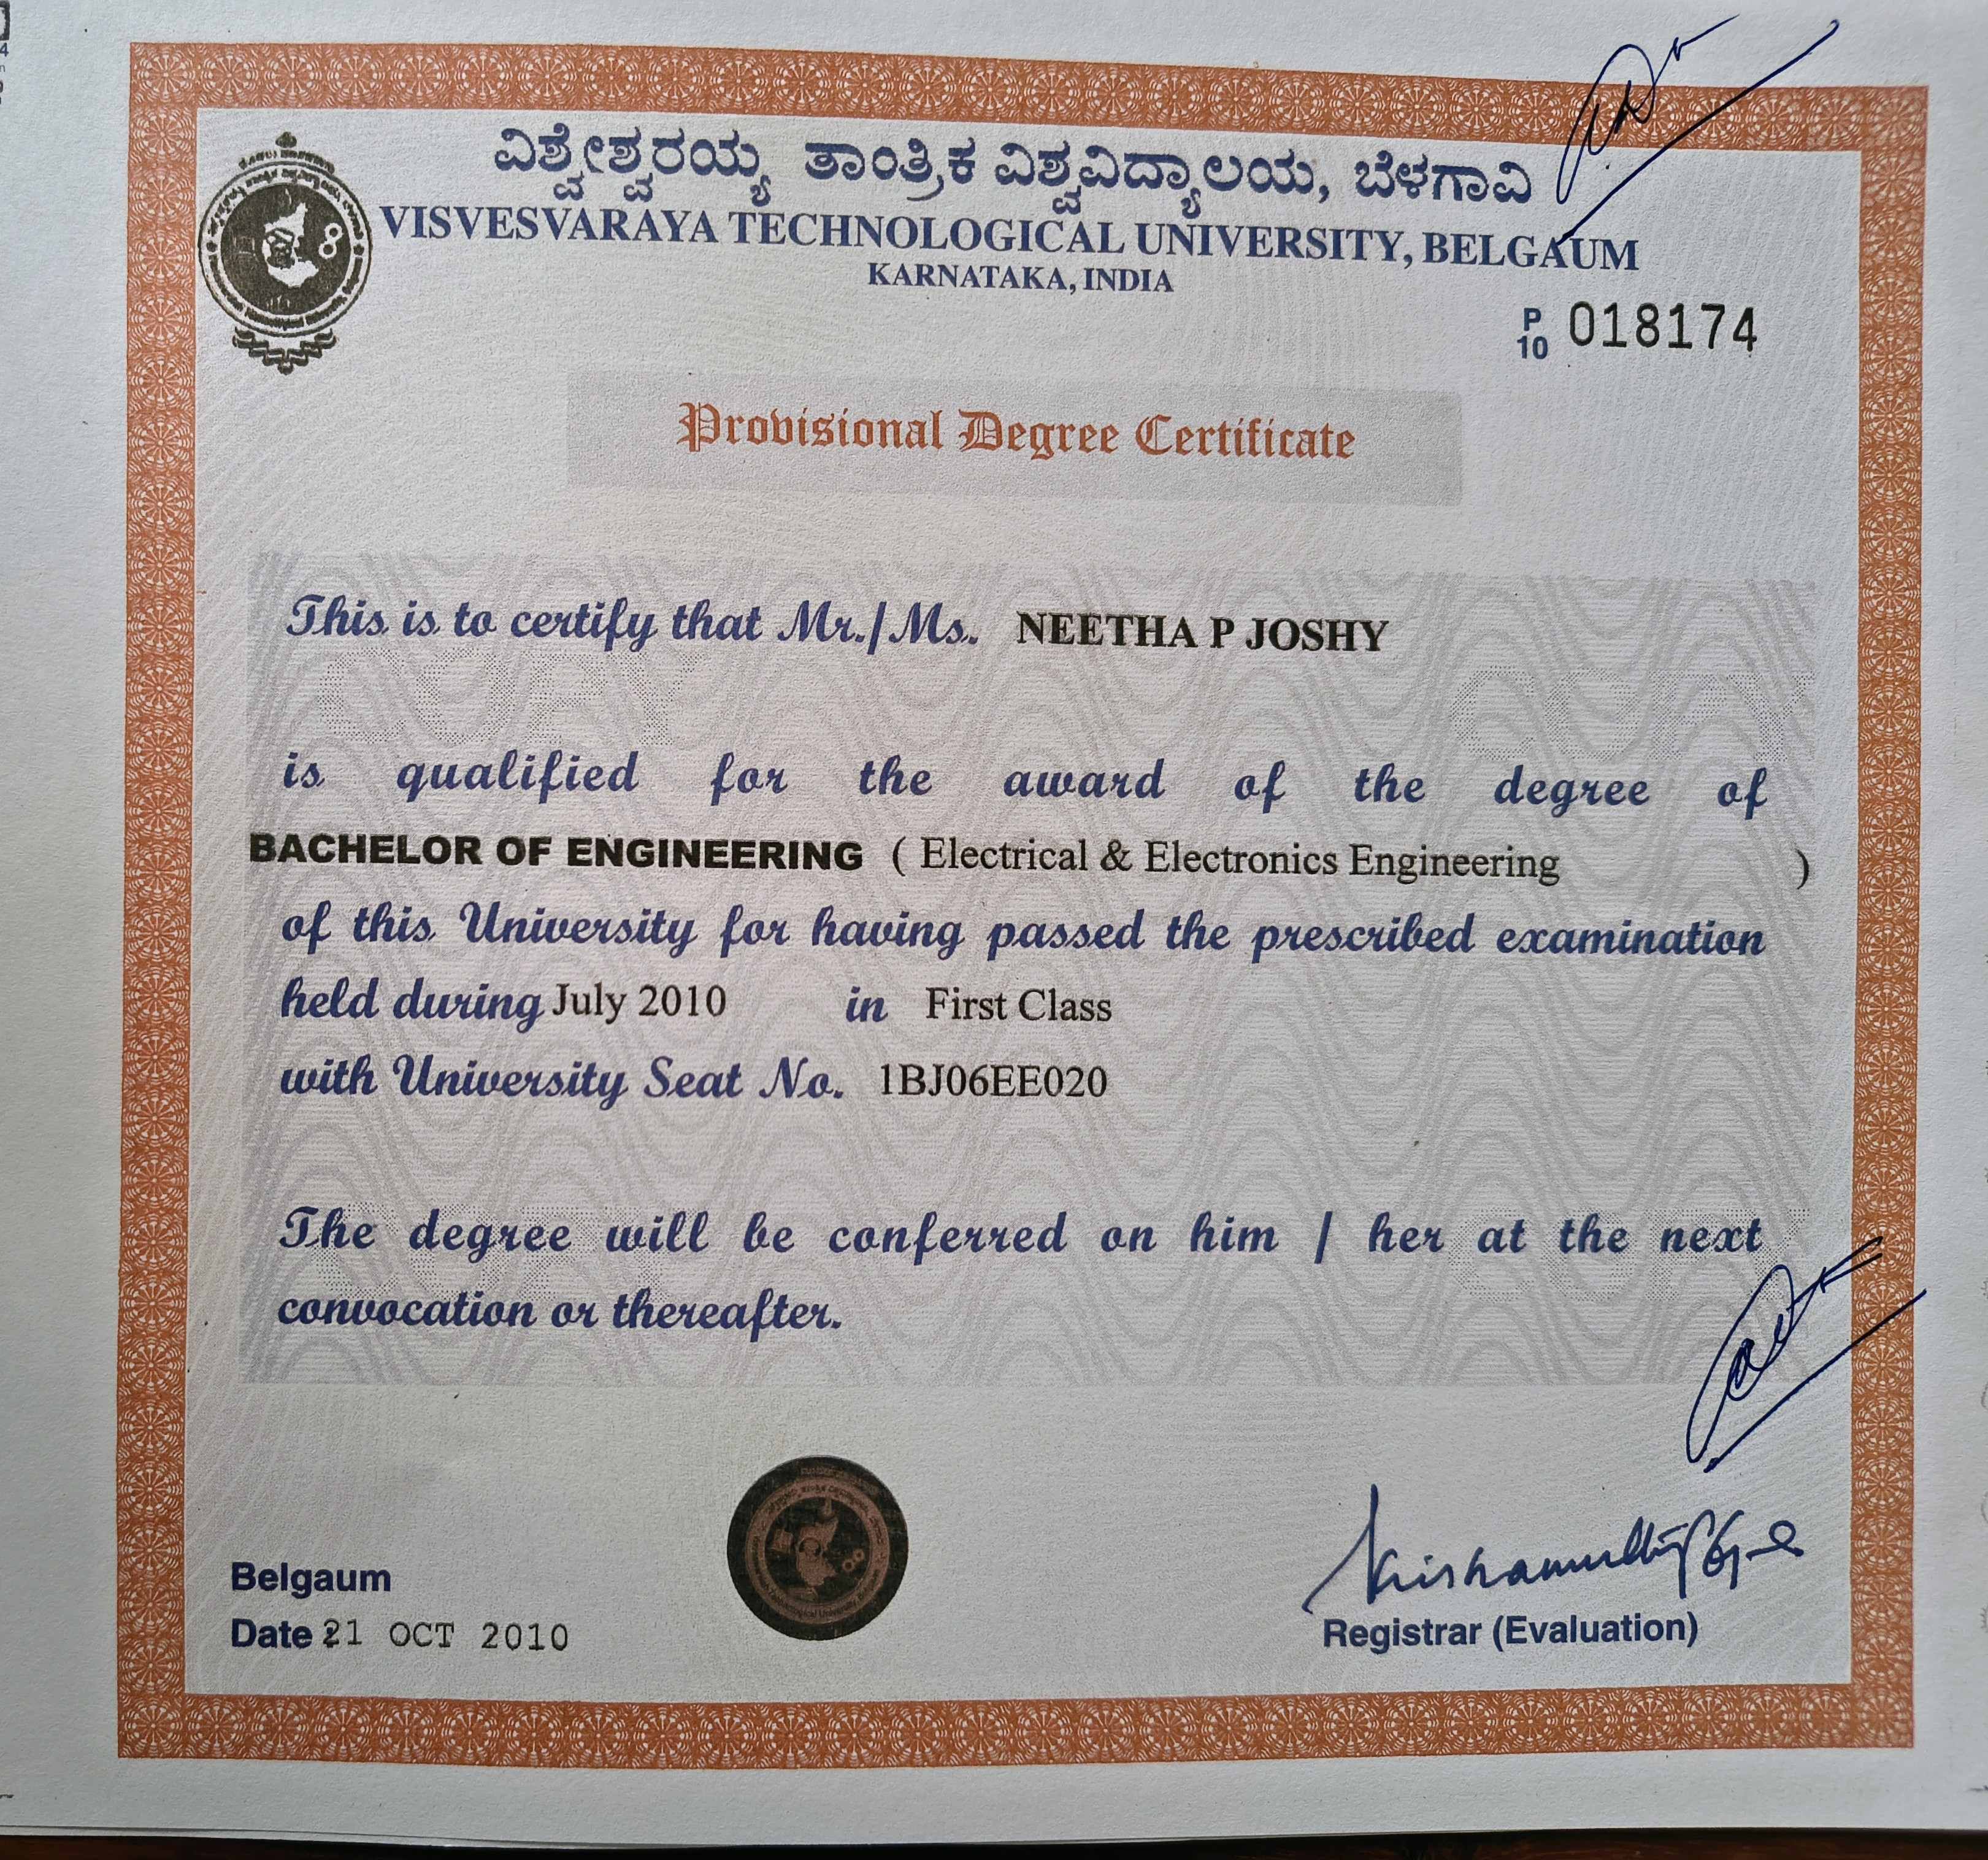 ವಿಶ್ವೇಶ್ವರಯ್ಯ ತಾಂತ್ರಿಕ ವಿಶ್ವವಿದ್ಯಾಲಯ, ಬೆಳಗಾವಿ
VISVESVARAYA TECHNOLOGICAL UNIVERSITY, BELGAUM
KARNATAKA, INDIA
P/10 018174
Provisional Degree Certificate
This is to certify that Mr./Ms. NEETHA P JOSHY
is qualified for the award of the degree of
BACHELOR OF ENGINEERING ( Electrical & Electronics Engineering )
of this University for having passed the prescribed examination
held during July 2010 in First Class
with University Seat No. 1BJ06EE020
The degree will be conferred on him / her at the next
convocation or thereafter.
Belgaum
Date 21 OCT 2010
Registrar (Evaluation)